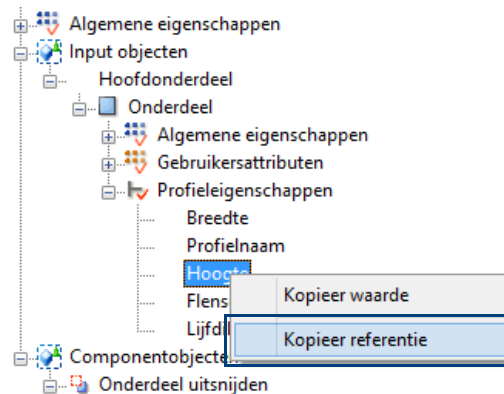 Algemene eigenschappen
Input objecten
Hoofdonderdeel
Onderdeel
Algemene eigenschappen
Gebruikersattributen
Profieleigenschappen
Breedte
Profielnaam
Hoogte
Kopieer waarde
Kopieer referentie
Componentobjecten
Onderdeel uitsnijden